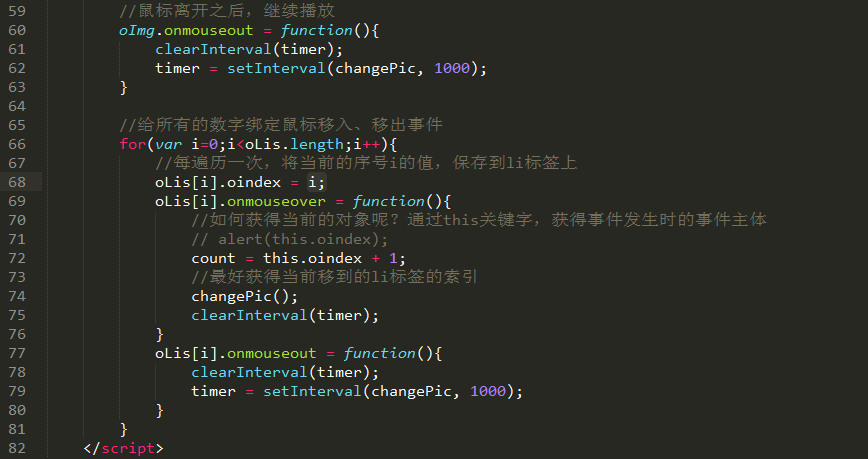 59 //鼠标离开之后，继续播放
60 oImg.onmouseout = function(){
61 clearInterval(timer);
62 timer = setInterval(changePic, 1000);
63 }
64
65 //给所有的数字绑定鼠标移入、移出事件
66 for(var i=0;i<oLis.length;i++){
67 //每遍历一次，将当前的序号i的值，保存到li标签上
68 oLis[i].oindex = i;
69 oLis[i].onmouseover = function(){
70 //如何获得当前的对象呢？通过this关键字，获得事件发生时的事件主体
71 // alert(this.oindex);
72 count = this.oindex + 1;
73 //最好获得当前移到的li标签的索引
74 changePic();
75 clearInterval(timer);
76 }
77 oLis[i].onmouseout = function(){
78 clearInterval(timer);
79 timer = setInterval(changePic, 1000);
80 }
81 }
82 </script>